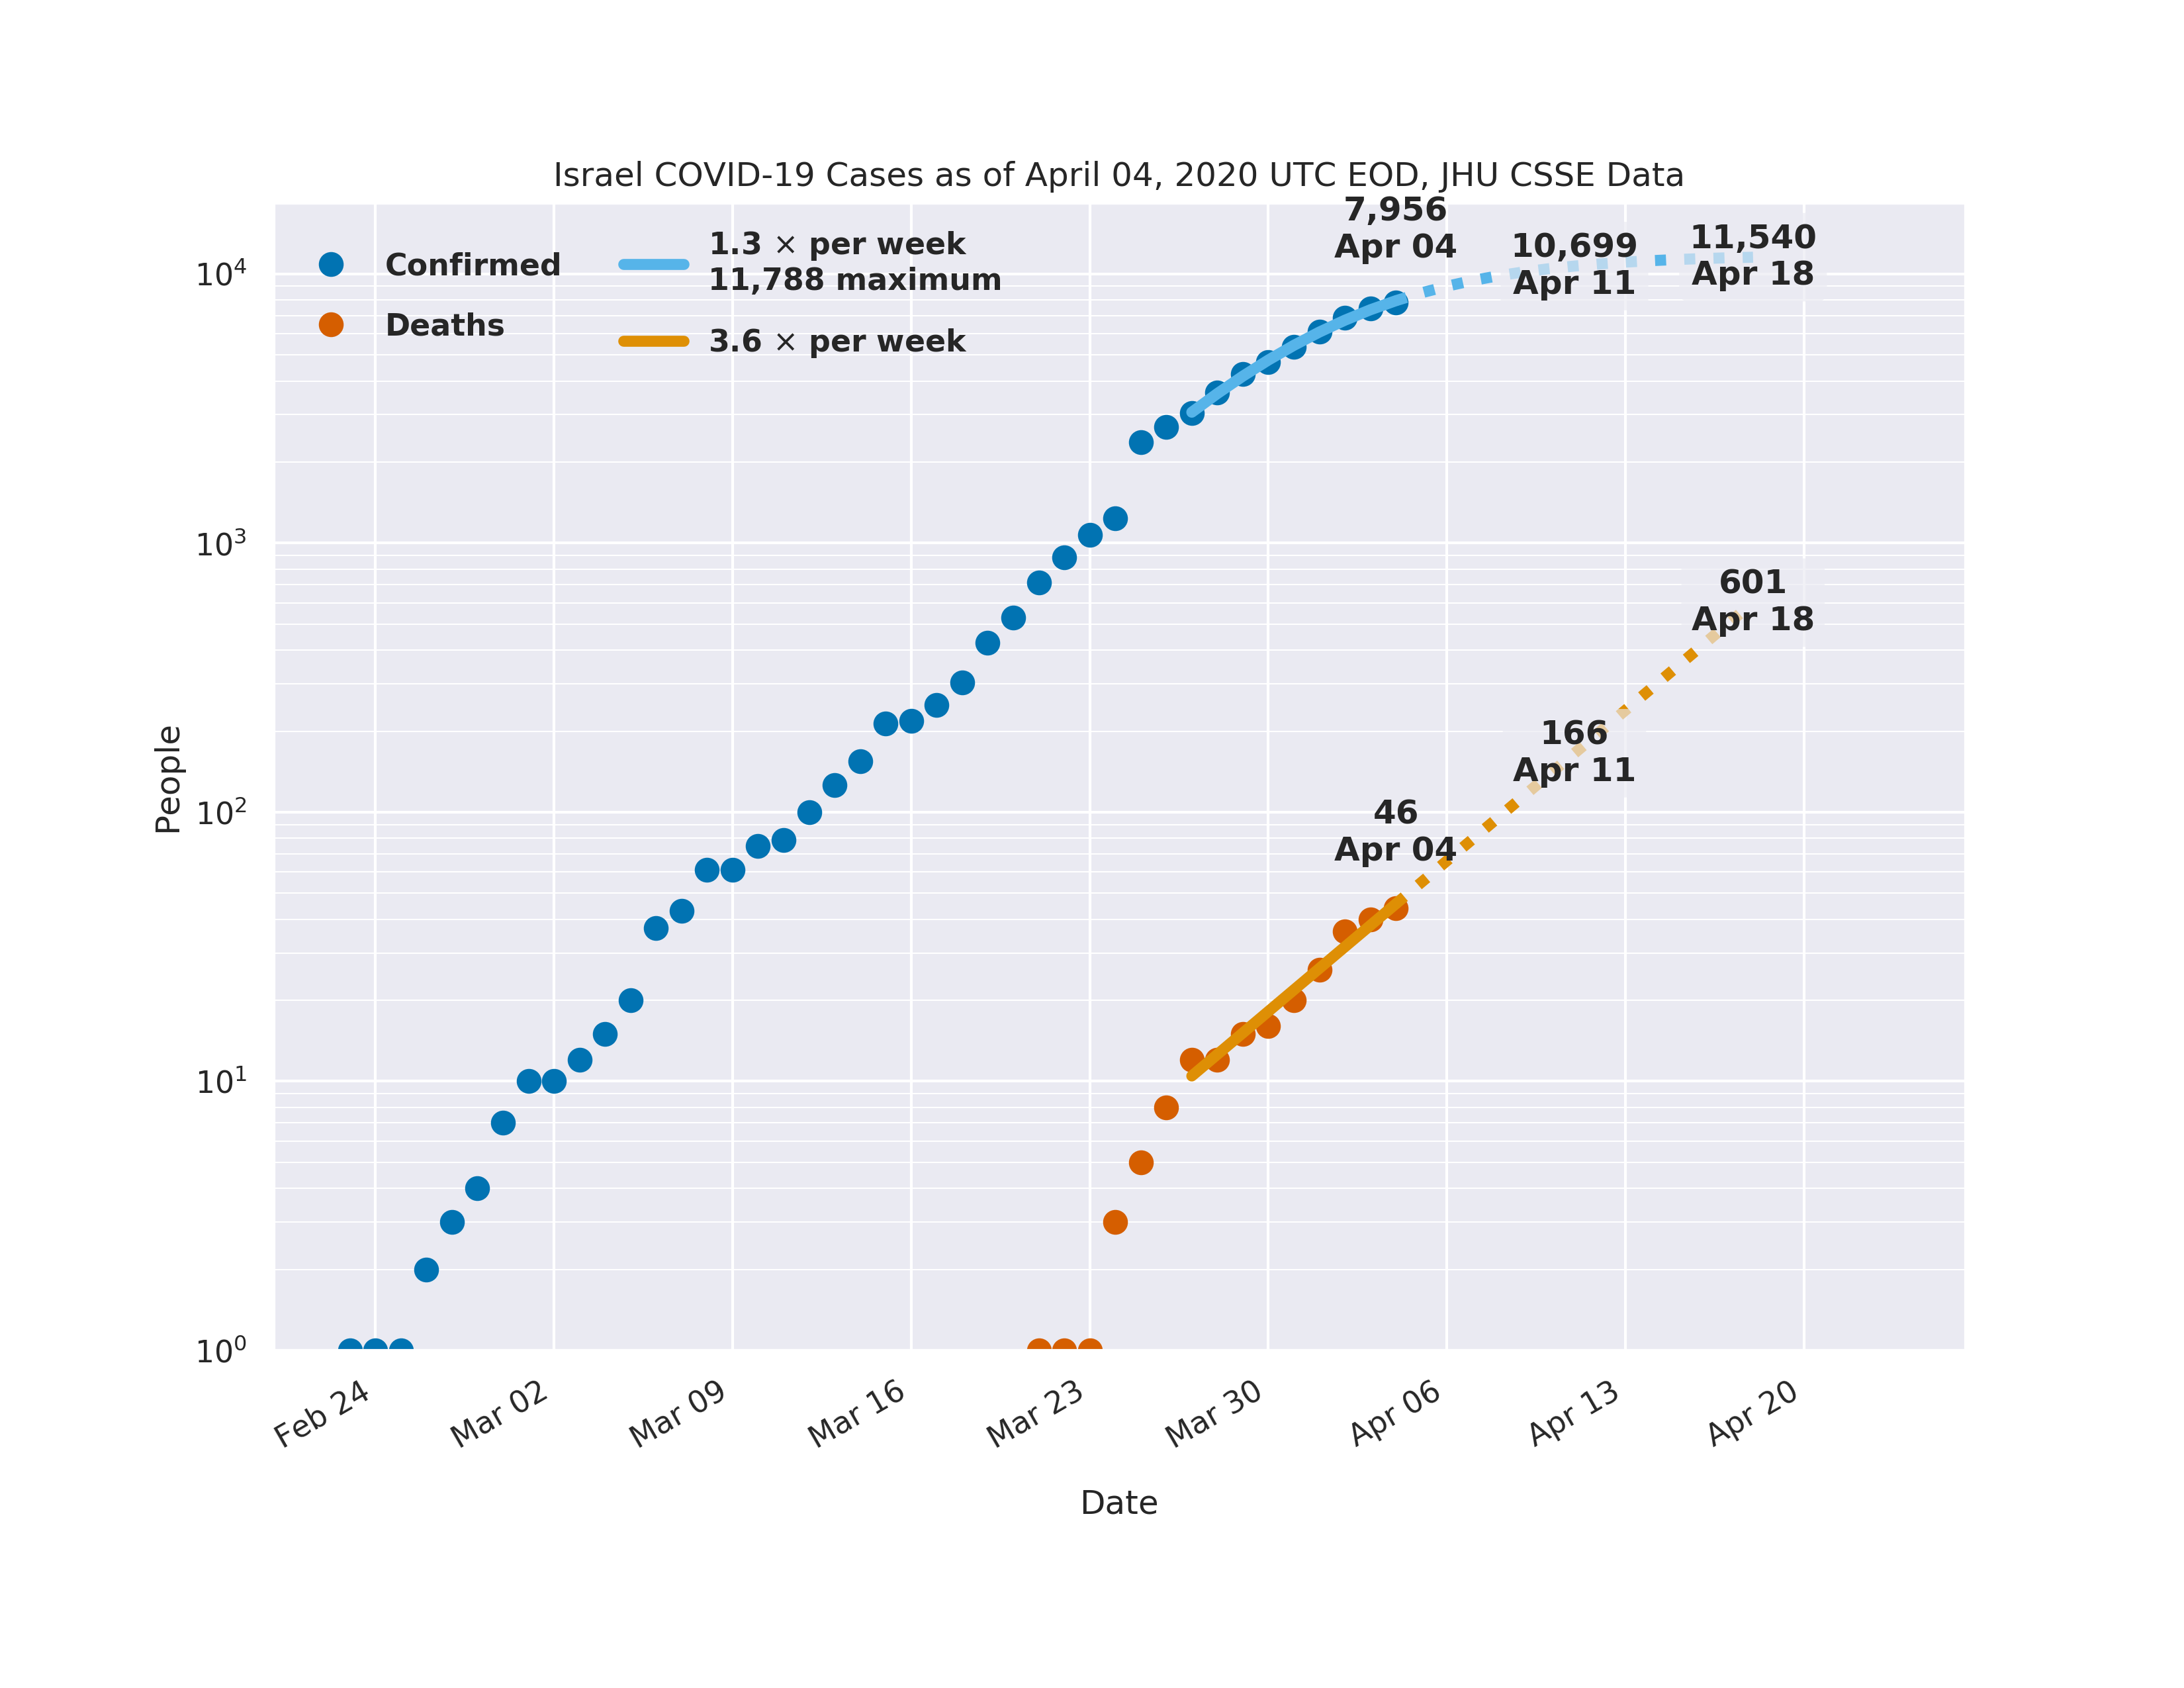 Israel COVID-19 Cases as of April 04, 2020 UTC EOD, JHU CSSE Data
Confirmed
Deaths
1.3 × per week
11,788 maximum
3.6 × per week
7,956
Apr 04
10,699
Apr 11
11,540
Apr 18
601
Apr 18
166
Apr 11
46
Apr 04
People
10⁴
10³
10²
10¹
10⁰
Feb 24
Mar 02
Mar 09
Mar 16
Mar 23
Mar 30
Apr 06
Apr 13
Apr 20
Date